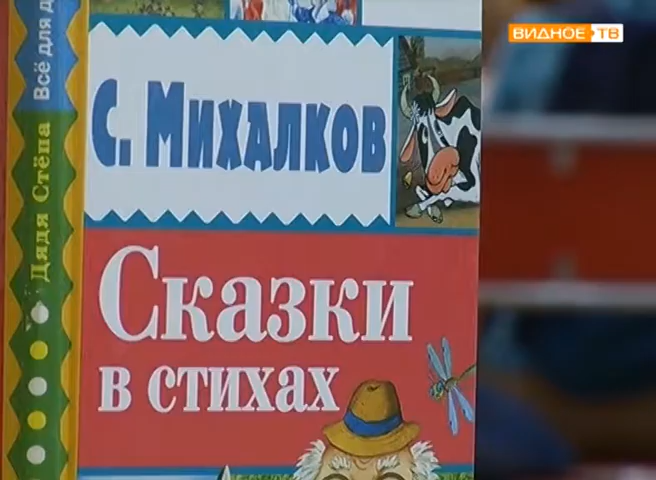 ВИДНОЕ ТВ
Всё для д
Дядя Стёпа
С. Михалков
Сказки
в стихах